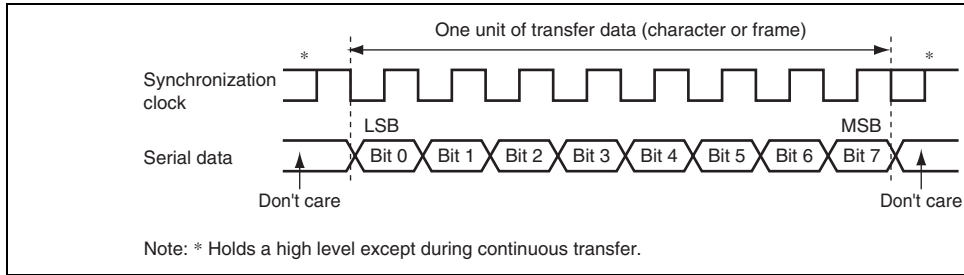 One unit of transfer data (character or frame)
* *
Synchronization
clock
LSB MSB
Serial data Bit 0 Bit 1 Bit 2 Bit 3 Bit 4 Bit 5 Bit 6 Bit 7
Don't care Don't care
Note: * Holds a high level except during continuous transfer.